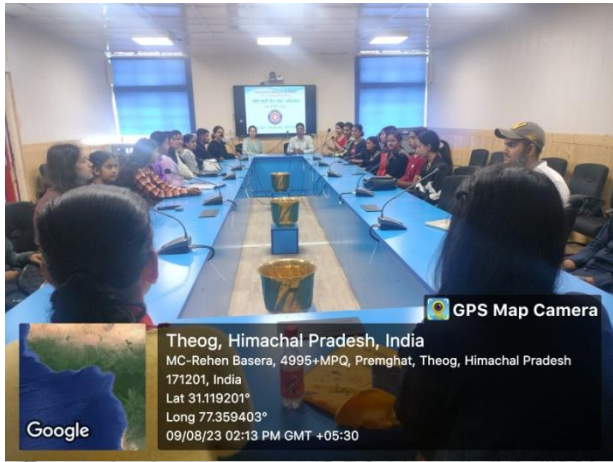 GPS Map Camera
Theog, Himachal Pradesh, India
MC-Rehen Basera, 4995+MPQ, Premghat, Theog, Himachal Pradesh
171201, India
Lat 31.119201°
Long 77.359403°
09/08/23 02:13 PM GMT +05:30
Google